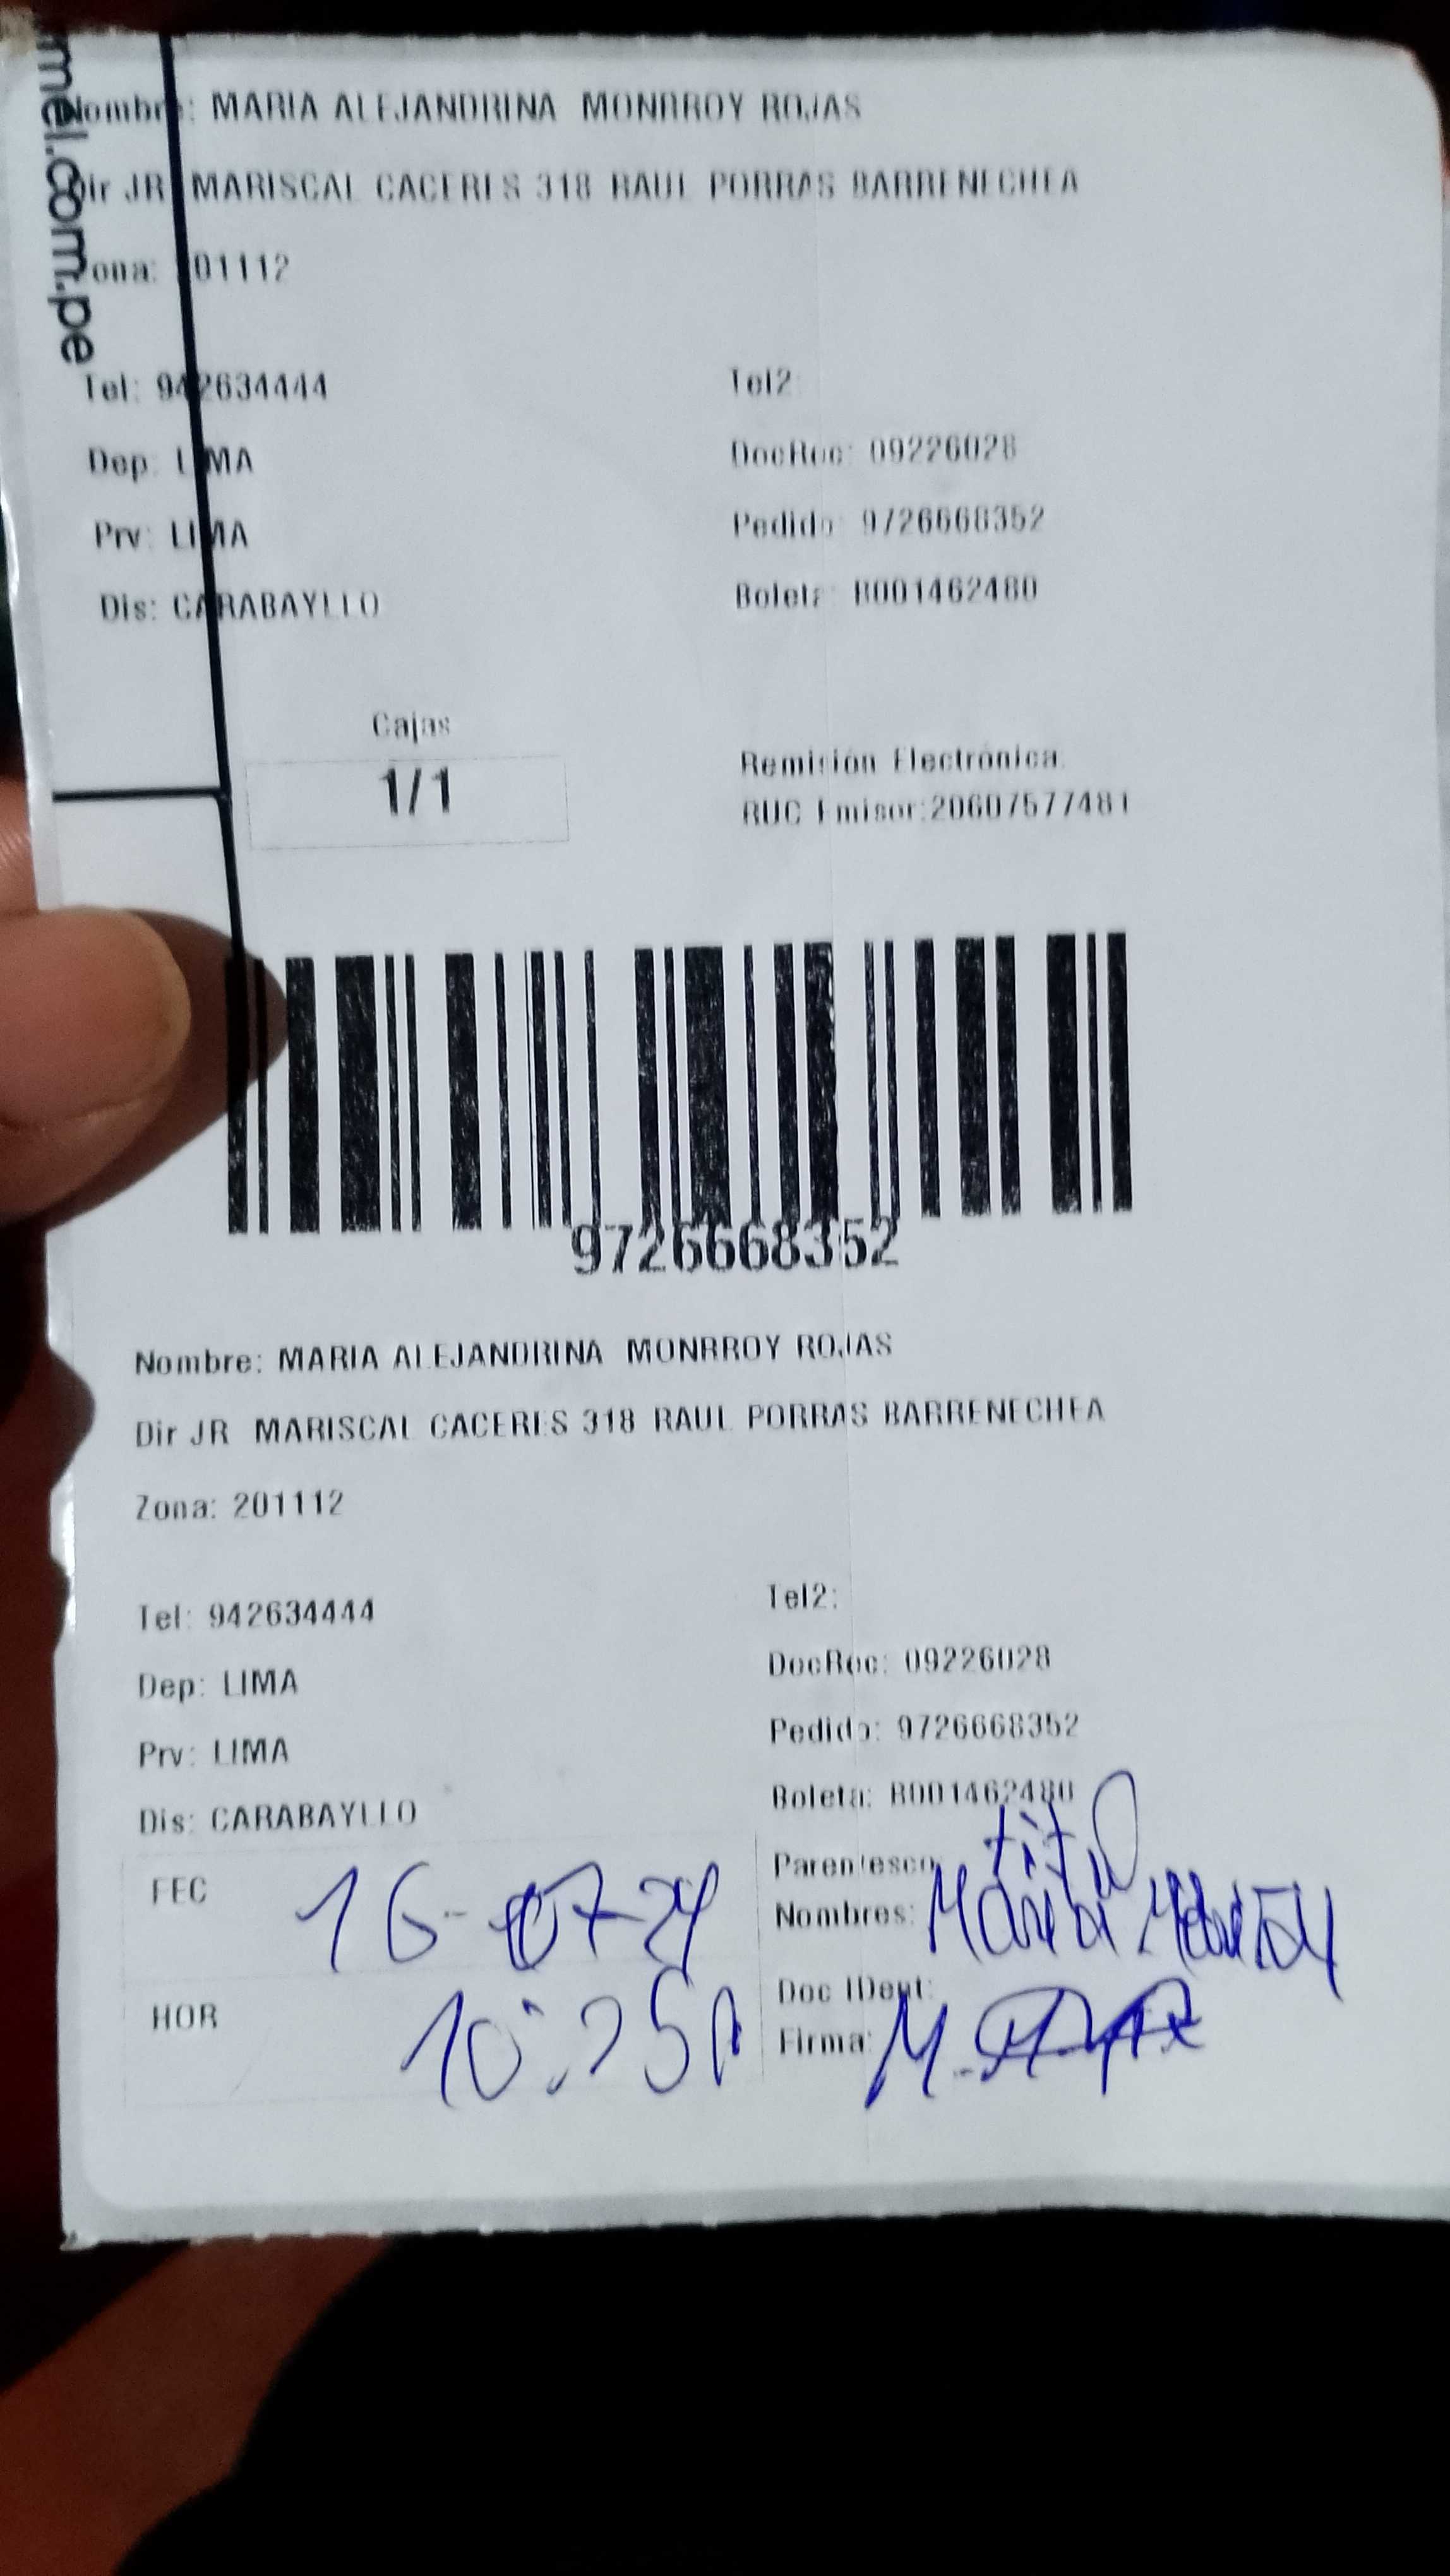 mel.com.pe
Nombre: MARIA ALEJANDRINA MONRROY ROJAS
Dir JR MARISCAL CACERES 318 RAUL PORRAS BARRENECHEA
ona: 01112
Tel: 942634444
Tel2:
Dep: LIMA
DocRec: 09226028
Prv: LIMA
Pedido: 9726668352
Dis: CARABAYLLO
Boleta: B001462480
Cajas
1/1
Remisión Electrónica:
RUC Emisor:20607577481
9726668352
Nombre: MARIA ALEJANDRINA MONRROY ROJAS
Dir JR MARISCAL CACERES 318 RAUL PORRAS BARRENECHEA
Zona: 201112
Tel: 942634444
Tel2:
Dep: LIMA
DocRec: 09226028
Prv: LIMA
Pedido: 9726668352
Dis: CARABAYLLO
Boleta: B001462480
FEC 16-07-24
Parentesco:
Nombres: Maria
HOR 10:25
Doc IDent:
Firma: M.